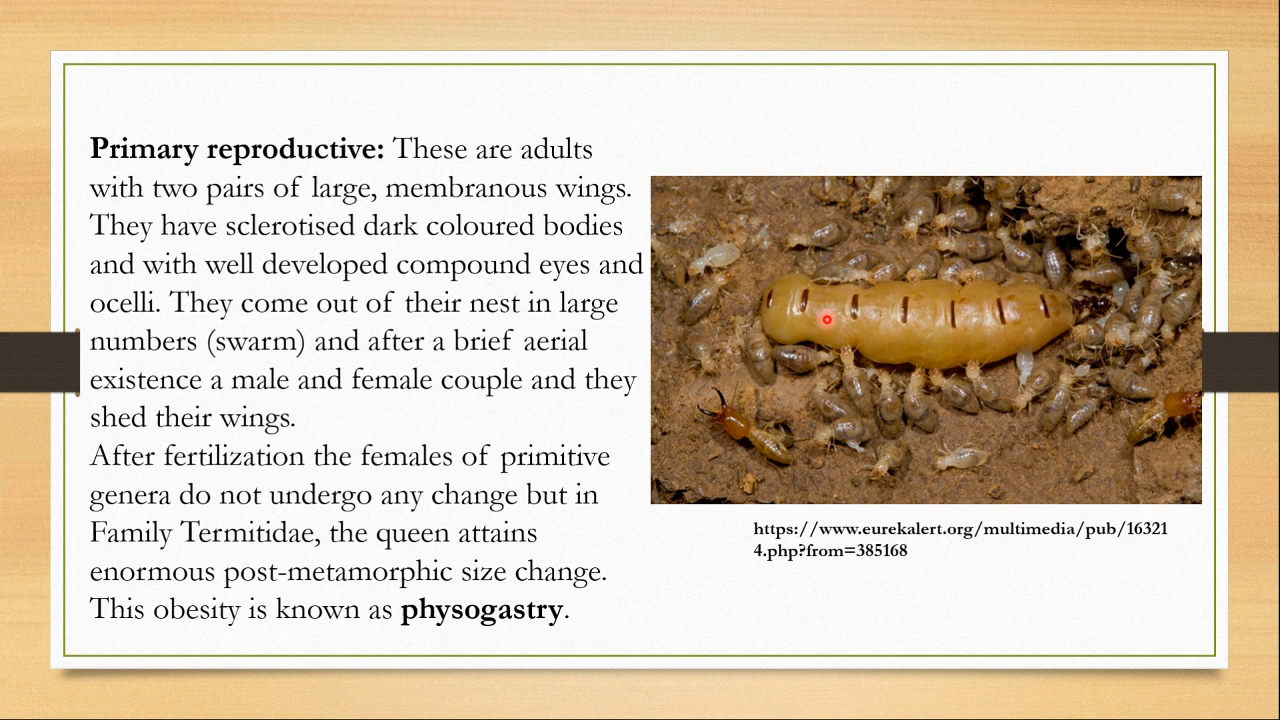 Primary reproductive: These are adults
with two pairs of large, membranous wings.
They have sclerotised dark coloured bodies
and with well developed compound eyes and
ocelli. They come out of their nest in large
numbers (swarm) and after a brief aerial
existence a male and female couple and they
shed their wings.
After fertilization the females of primitive
genera do not undergo any change but in
Family Termitidae, the queen attains
enormous post-metamorphic size change.
This obesity is known as physogastry.
https://www.eurekalert.org/multimedia/pub/16321
4.php?from=385168